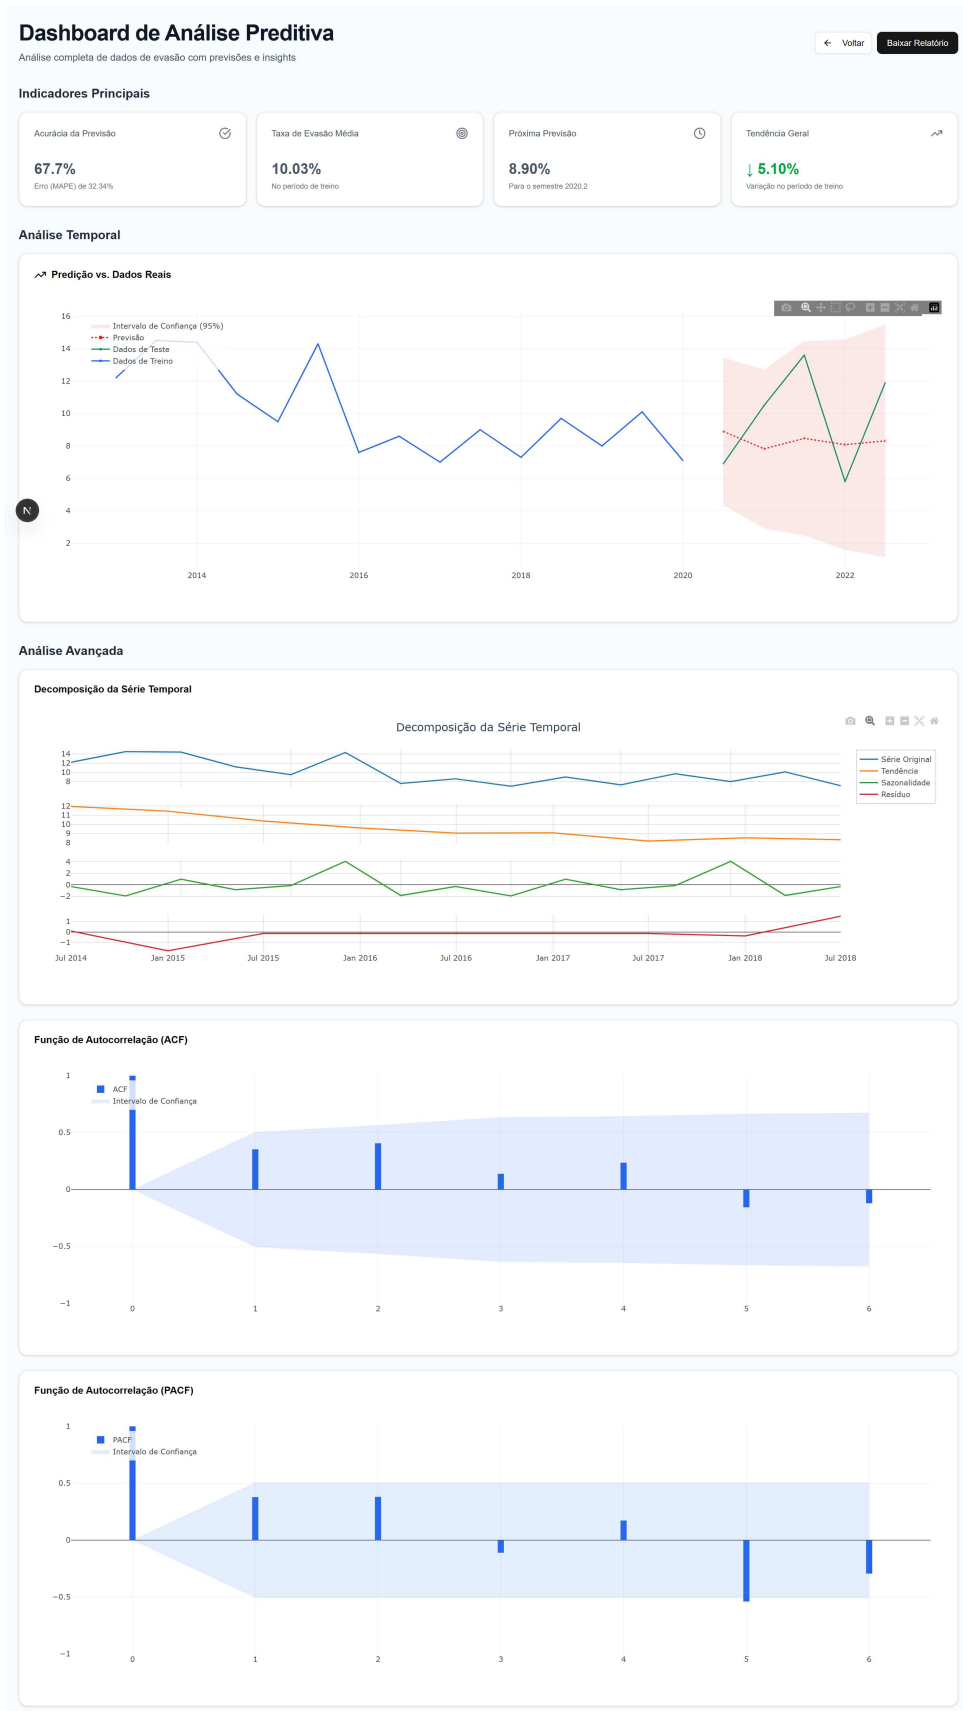 Dashboard de Análise Preditiva
Análise completa de dados de evasão com previsões e insights
← Voltar
Baixar Relatório
Indicadores Principais
Acurácia da Previsão
67.7%
Erro (MAPE) de 32.34%
Taxa de Evasão Média
10.03%
No período de treino
Próxima Previsão
8.90%
Para o semestre 2020.2
Tendência Geral
↓ 5.10%
Variação no período de treino
Análise Temporal
Predição vs. Dados Reais
Intervalo de Confiança (95%)
Previsão
Dados de Teste
Dados de Treino
16
14
12
10
8
6
4
2
2014 2016 2018 2020 2022
N
Análise Avançada
Decomposição da Série Temporal
Decomposição da Série Temporal
Série Original
Tendência
Sazonalidade
Resíduo
14
12
10
8
12
11
10
9
8
4
2
0
−2
1
0
−1
Jul 2014 Jan 2015 Jul 2015 Jan 2016 Jul 2016 Jan 2017 Jul 2017 Jan 2018 Jul 2018
Função de Autocorrelação (ACF)
ACF
Intervalo de Confiança
1
0.5
0
−0.5
−1
0 1 2 3 4 5 6
Função de Autocorrelação (PACF)
PACF
Intervalo de Confiança
1
0.5
0
−0.5
−1
0 1 2 3 4 5 6